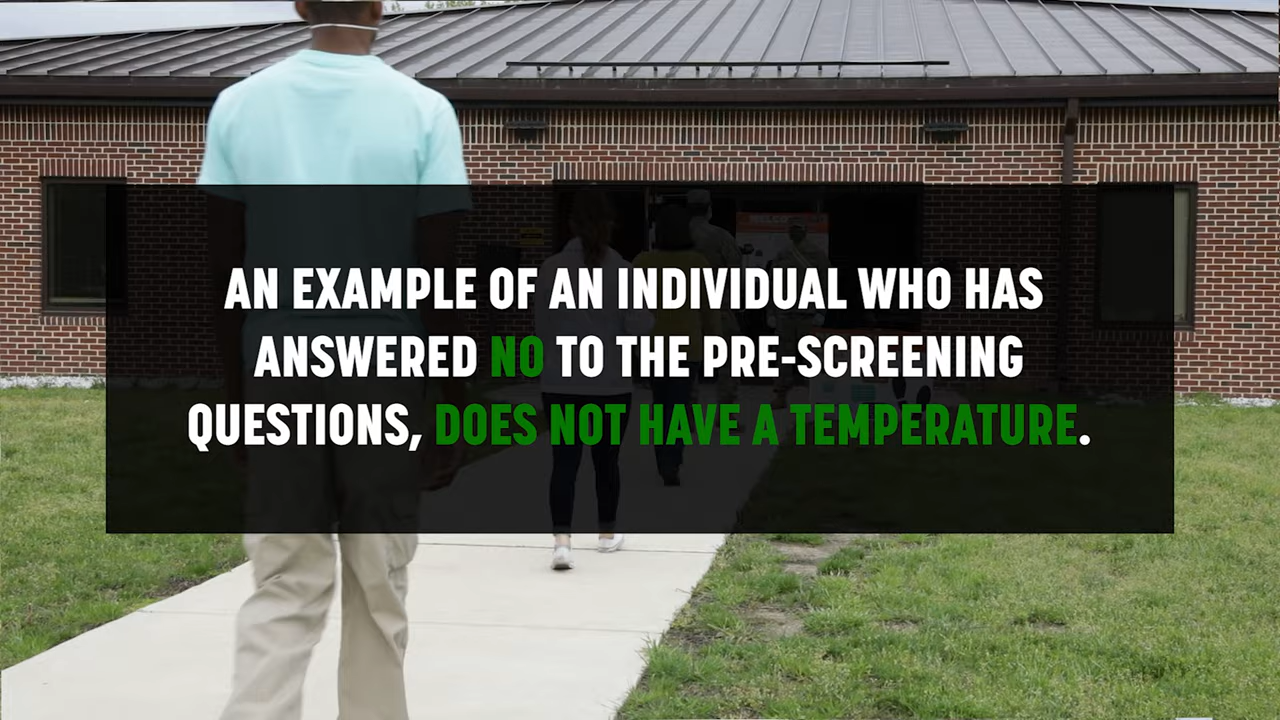 AN EXAMPLE OF AN INDIVIDUAL WHO HAS
ANSWERED NO TO THE PRE-SCREENING
QUESTIONS, DOES NOT HAVE A TEMPERATURE.